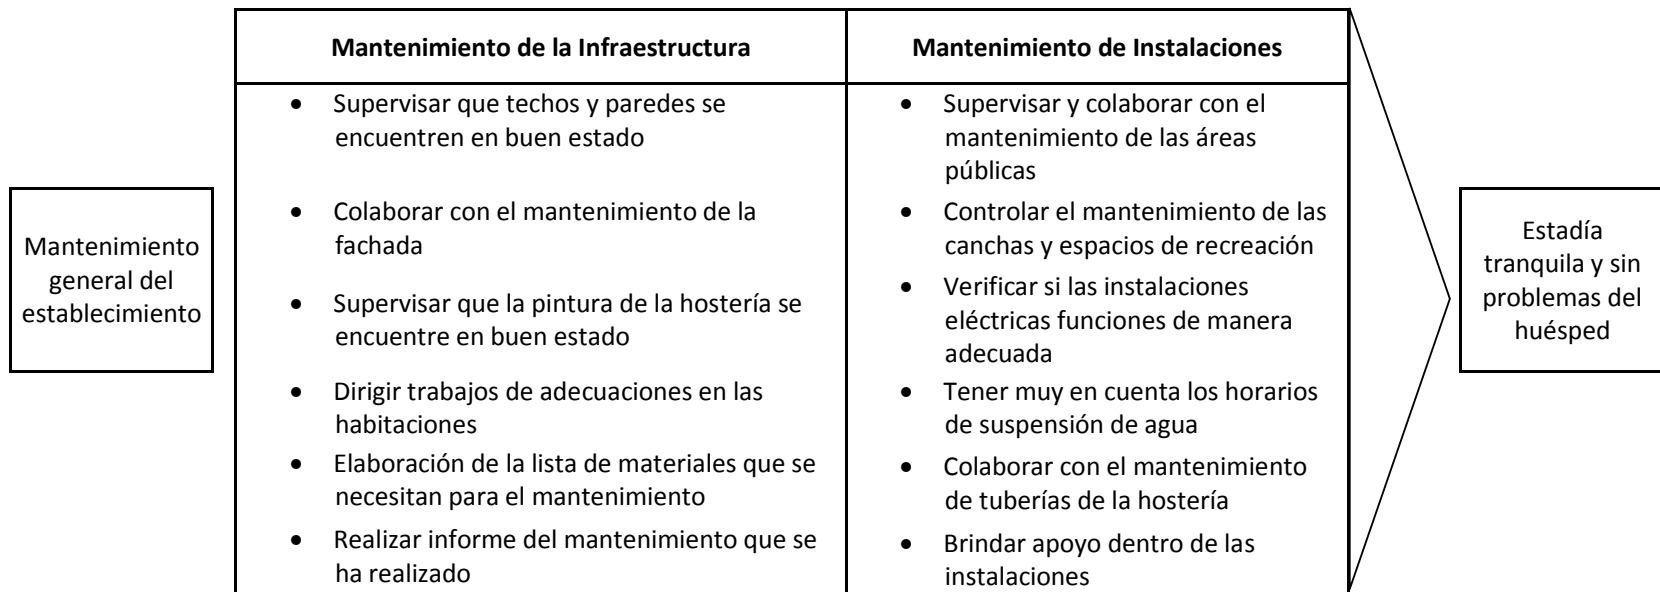 Mantenimiento
general del
establecimiento
Mantenimiento de la Infraestructura
• Supervisar que techos y paredes se
encuentren en buen estado
• Colaborar con el mantenimiento de la
fachada
• Supervisar que la pintura de la hostería se
encuentre en buen estado
• Dirigir trabajos de adecuaciones en las
habitaciones
• Elaboración de la lista de materiales que se
necesitan para el mantenimiento
• Realizar informe del mantenimiento que se
ha realizado
Mantenimiento de Instalaciones
• Supervisar y colaborar con el
mantenimiento de las áreas
públicas
• Controlar el mantenimiento de las
canchas y espacios de recreación
• Verificar si las instalaciones
eléctricas funciones de manera
adecuada
• Tener muy en cuenta los horarios
de suspensión de agua
• Colaborar con el mantenimiento
de tuberías de la hostería
• Brindar apoyo dentro de las
instalaciones
Estadía
tranquila y sin
problemas del
huésped